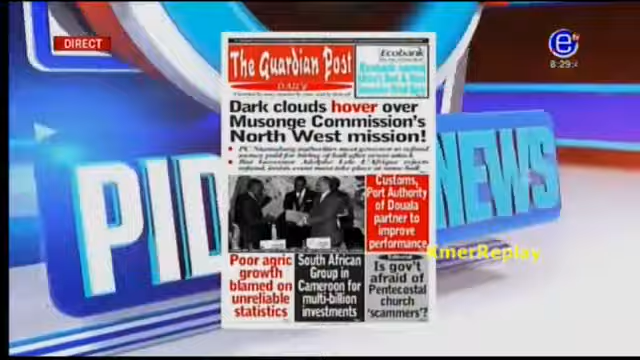 DIRECT
The Guardian Post
DAILY
Ecobank
8:29
Dark clouds hover over
Musonge Commission's
North West mission!
Customs,
Port Authority
of Douala
partner to
improve
performance
PID
NEWS
KmerReplay
Poor agric
growth
blamed on
unreliable
statistics
South African
Group in
Cameroon for
multi-billion
investments
Editorial
Is gov't
afraid of
Pentecostal
church
'scammers'?